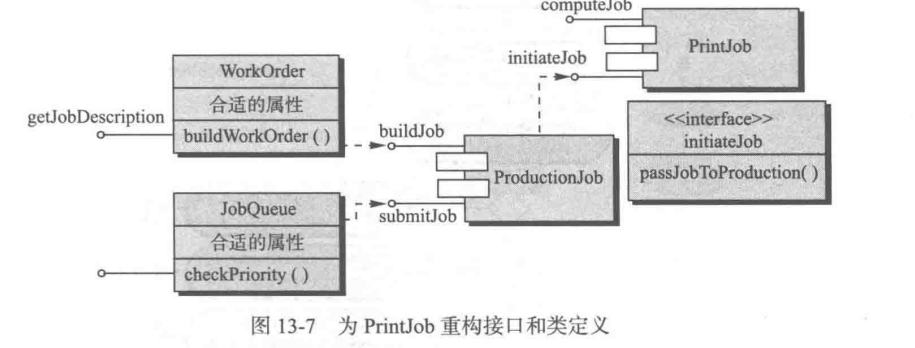 computeJob
PrintJob
initiateJob
WorkOrder
合适的属性
getJobDescription
buildWorkOrder ( )
buildJob
<<interface>>
initiateJob
passJobToProduction( )
ProductionJob
submitJob
JobQueue
合适的属性
checkPriority ( )
图 13-7 为 PrintJob 重构接口和类定义